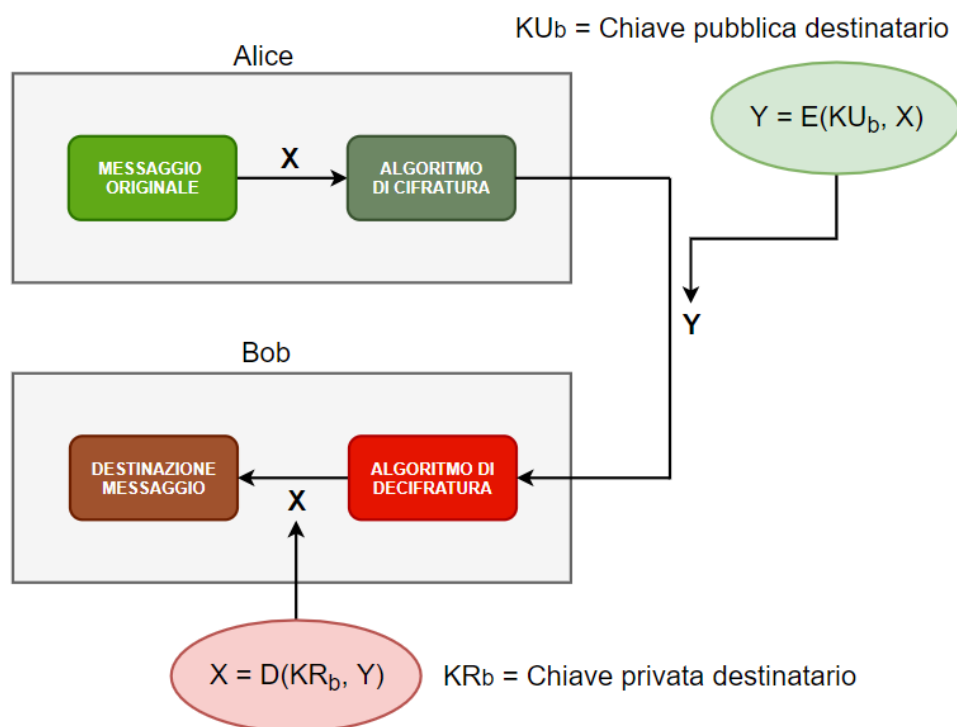 KUb = Chiave pubblica destinatario
Alice
Y = E(KUb, X)
MESSAGGIO
ORIGINALE
X
ALGORITMO
DI CIFRATURA
Y
Bob
DESTINAZIONE
MESSAGGIO
X
ALGORITMO DI
DECIFRATURA
X = D(KRb, Y)
KRb = Chiave privata destinatario